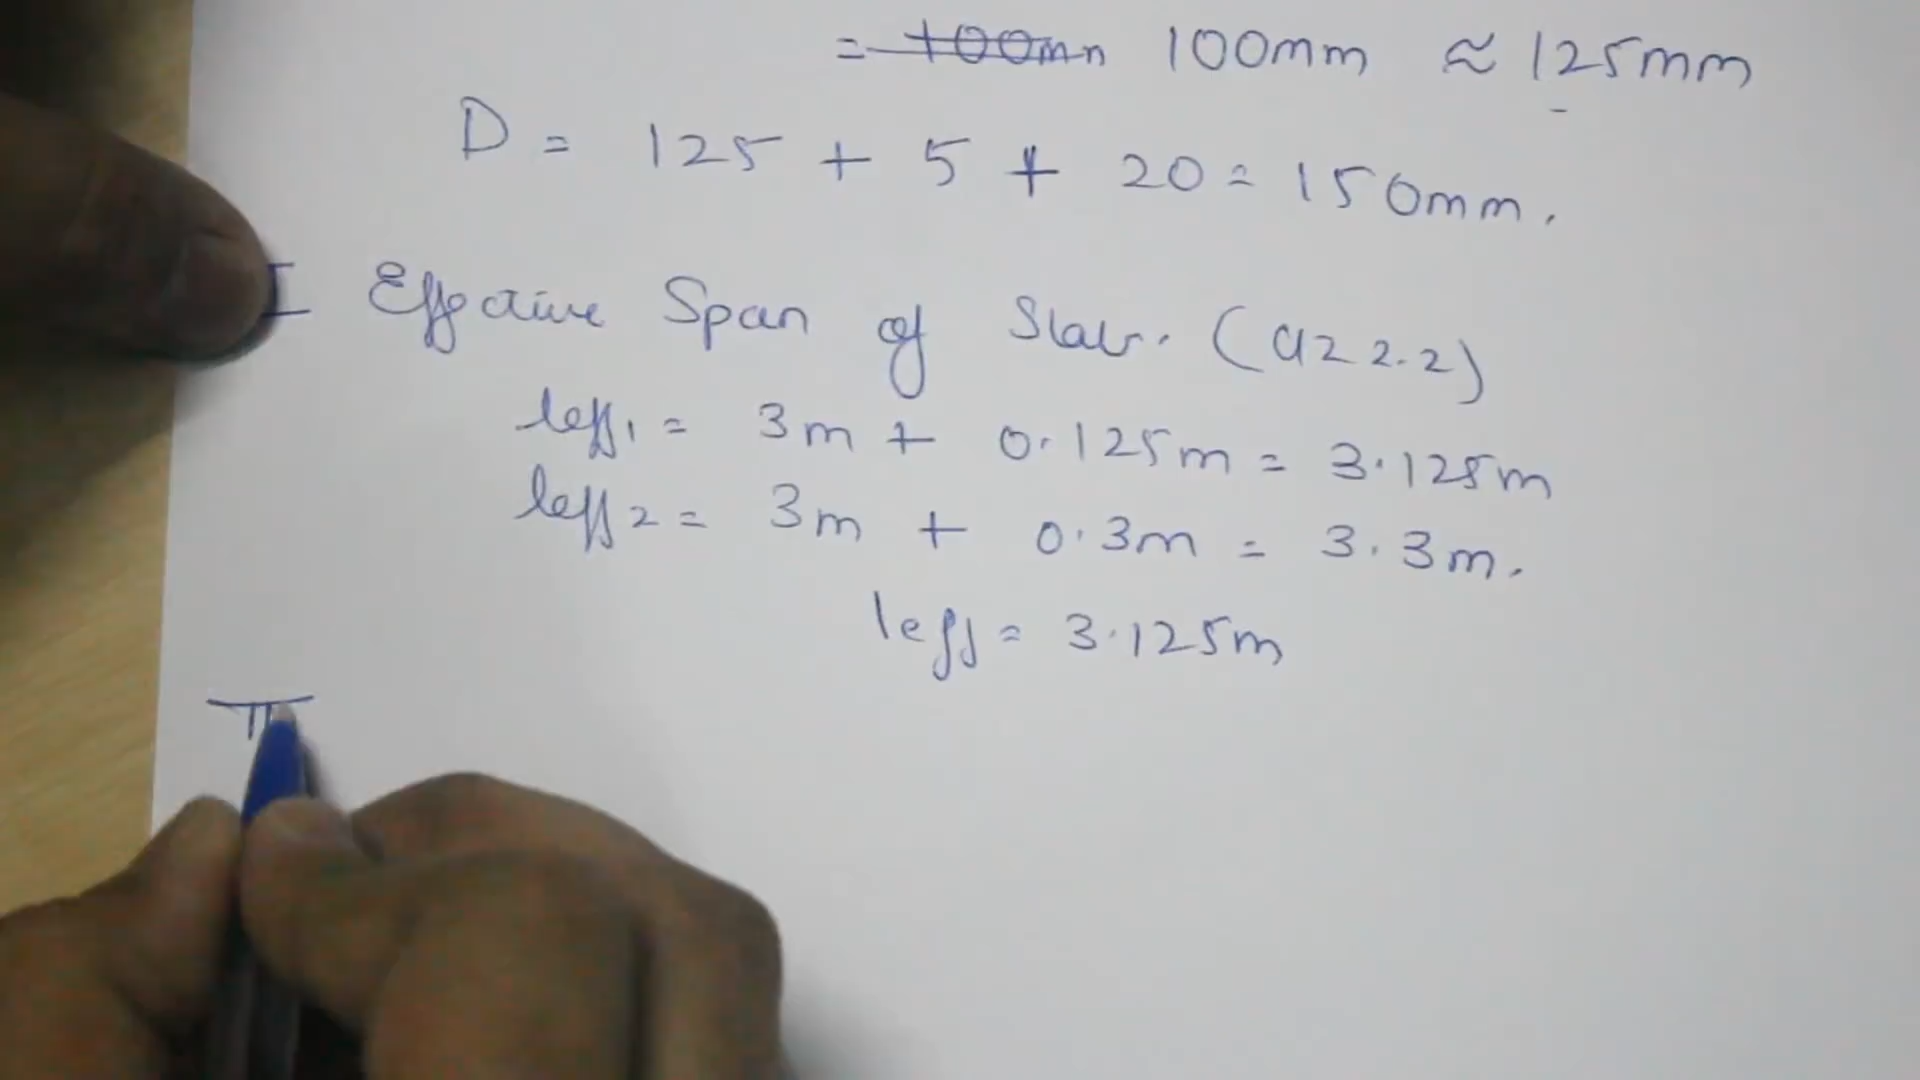 = 100mm 100mm ≈ 125mm
D = 125 + 5 + 20 = 150mm.
I Effective Span of Slab. (Cl 22.2)
leff1 = 3m + 0.125m = 3.125m
leff2 = 3m + 0.3m = 3.3m.
leff = 3.125m
II